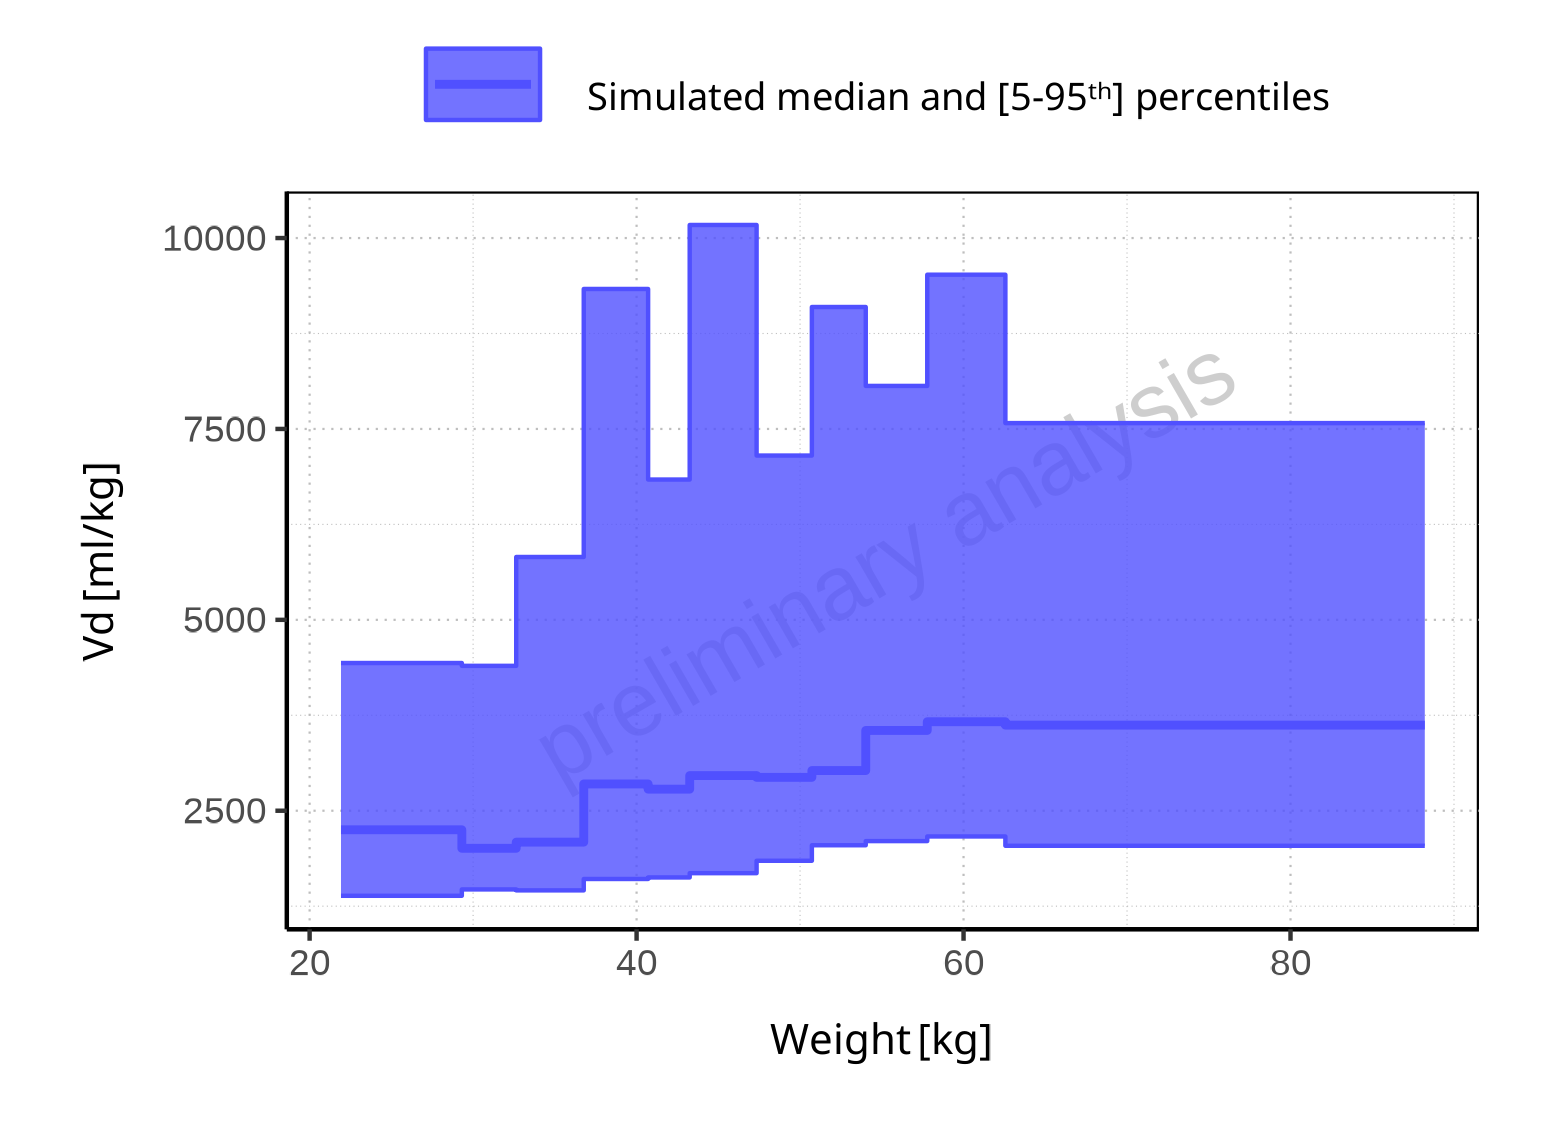 Simulated median and [5-95ᵗʰ] percentiles
10000
7500
5000
2500
Vd [ml/kg]
preliminary analysis
20 40 60 80
Weight [kg]